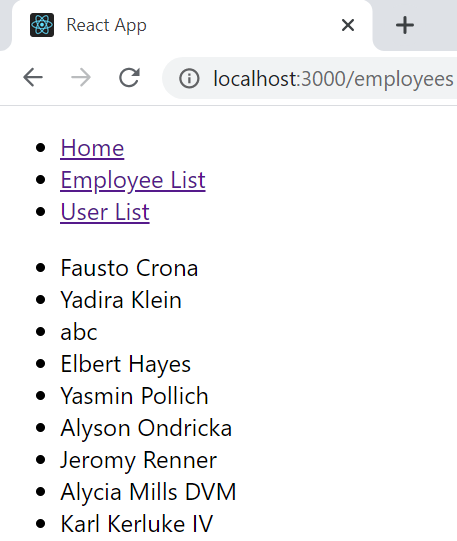 React App
localhost:3000/employees
Home
Employee List
User List
Fausto Crona
Yadira Klein
abc
Elbert Hayes
Yasmin Pollich
Alyson Ondricka
Jeromy Renner
Alycia Mills DVM
Karl Kerluke IV